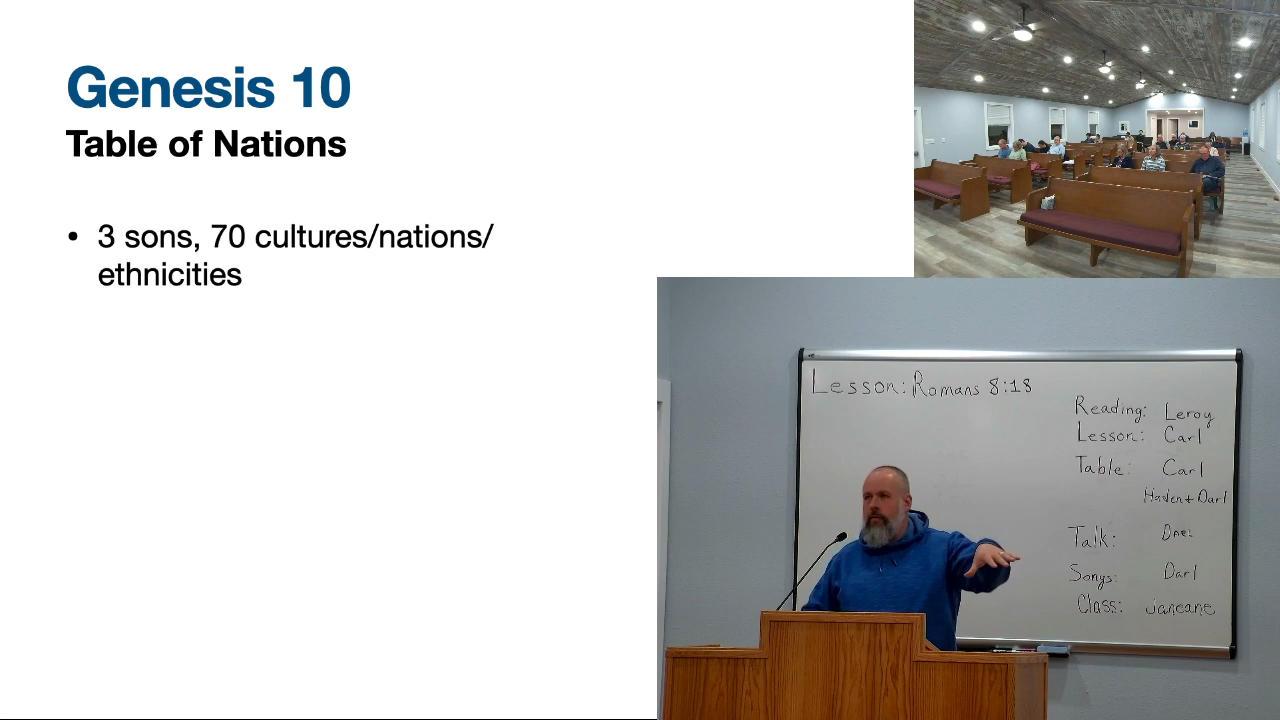 Genesis 10
Table of Nations
• 3 sons, 70 cultures/nations/
ethnicities
Lesson: Romans 8:18
Reading: Leroy
Lesson: Carl
Table: Carl
Haven + Darl
Talk:
Songs: Darl
Class: janeane